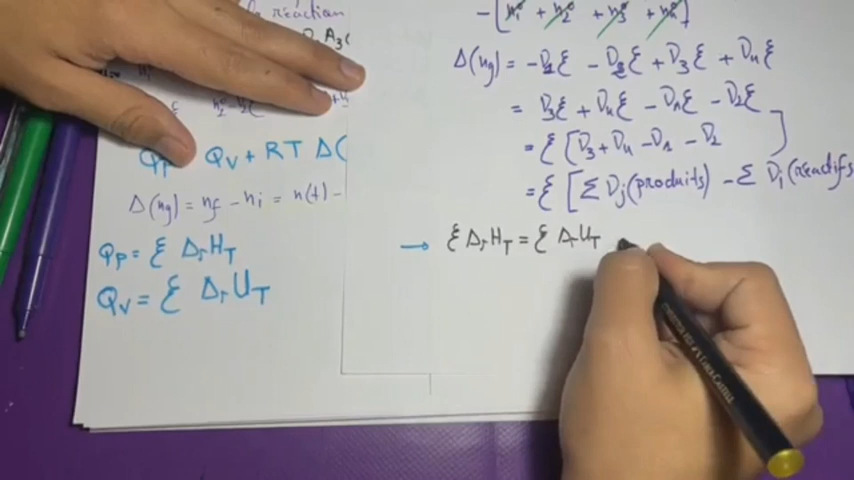 de réaction
Qp Qv + RT Δ(
Δ(ng) = nf - ni = n(t) -
Qp = ξ ΔrHT
Qv = ξ ΔrUT
- [n1° + n2° + n3° + n4°]
Δ(ng) = -ν1ξ - ν2ξ + ν3ξ + ν4ξ
= ν3ξ + ν4ξ - ν1ξ - ν2ξ
= ξ [ν3 + ν4 - ν1 - ν2
= ξ [Σ νj (produits) - Σ νi (réactifs
→ ξ ΔrHT = ξ ΔrUT